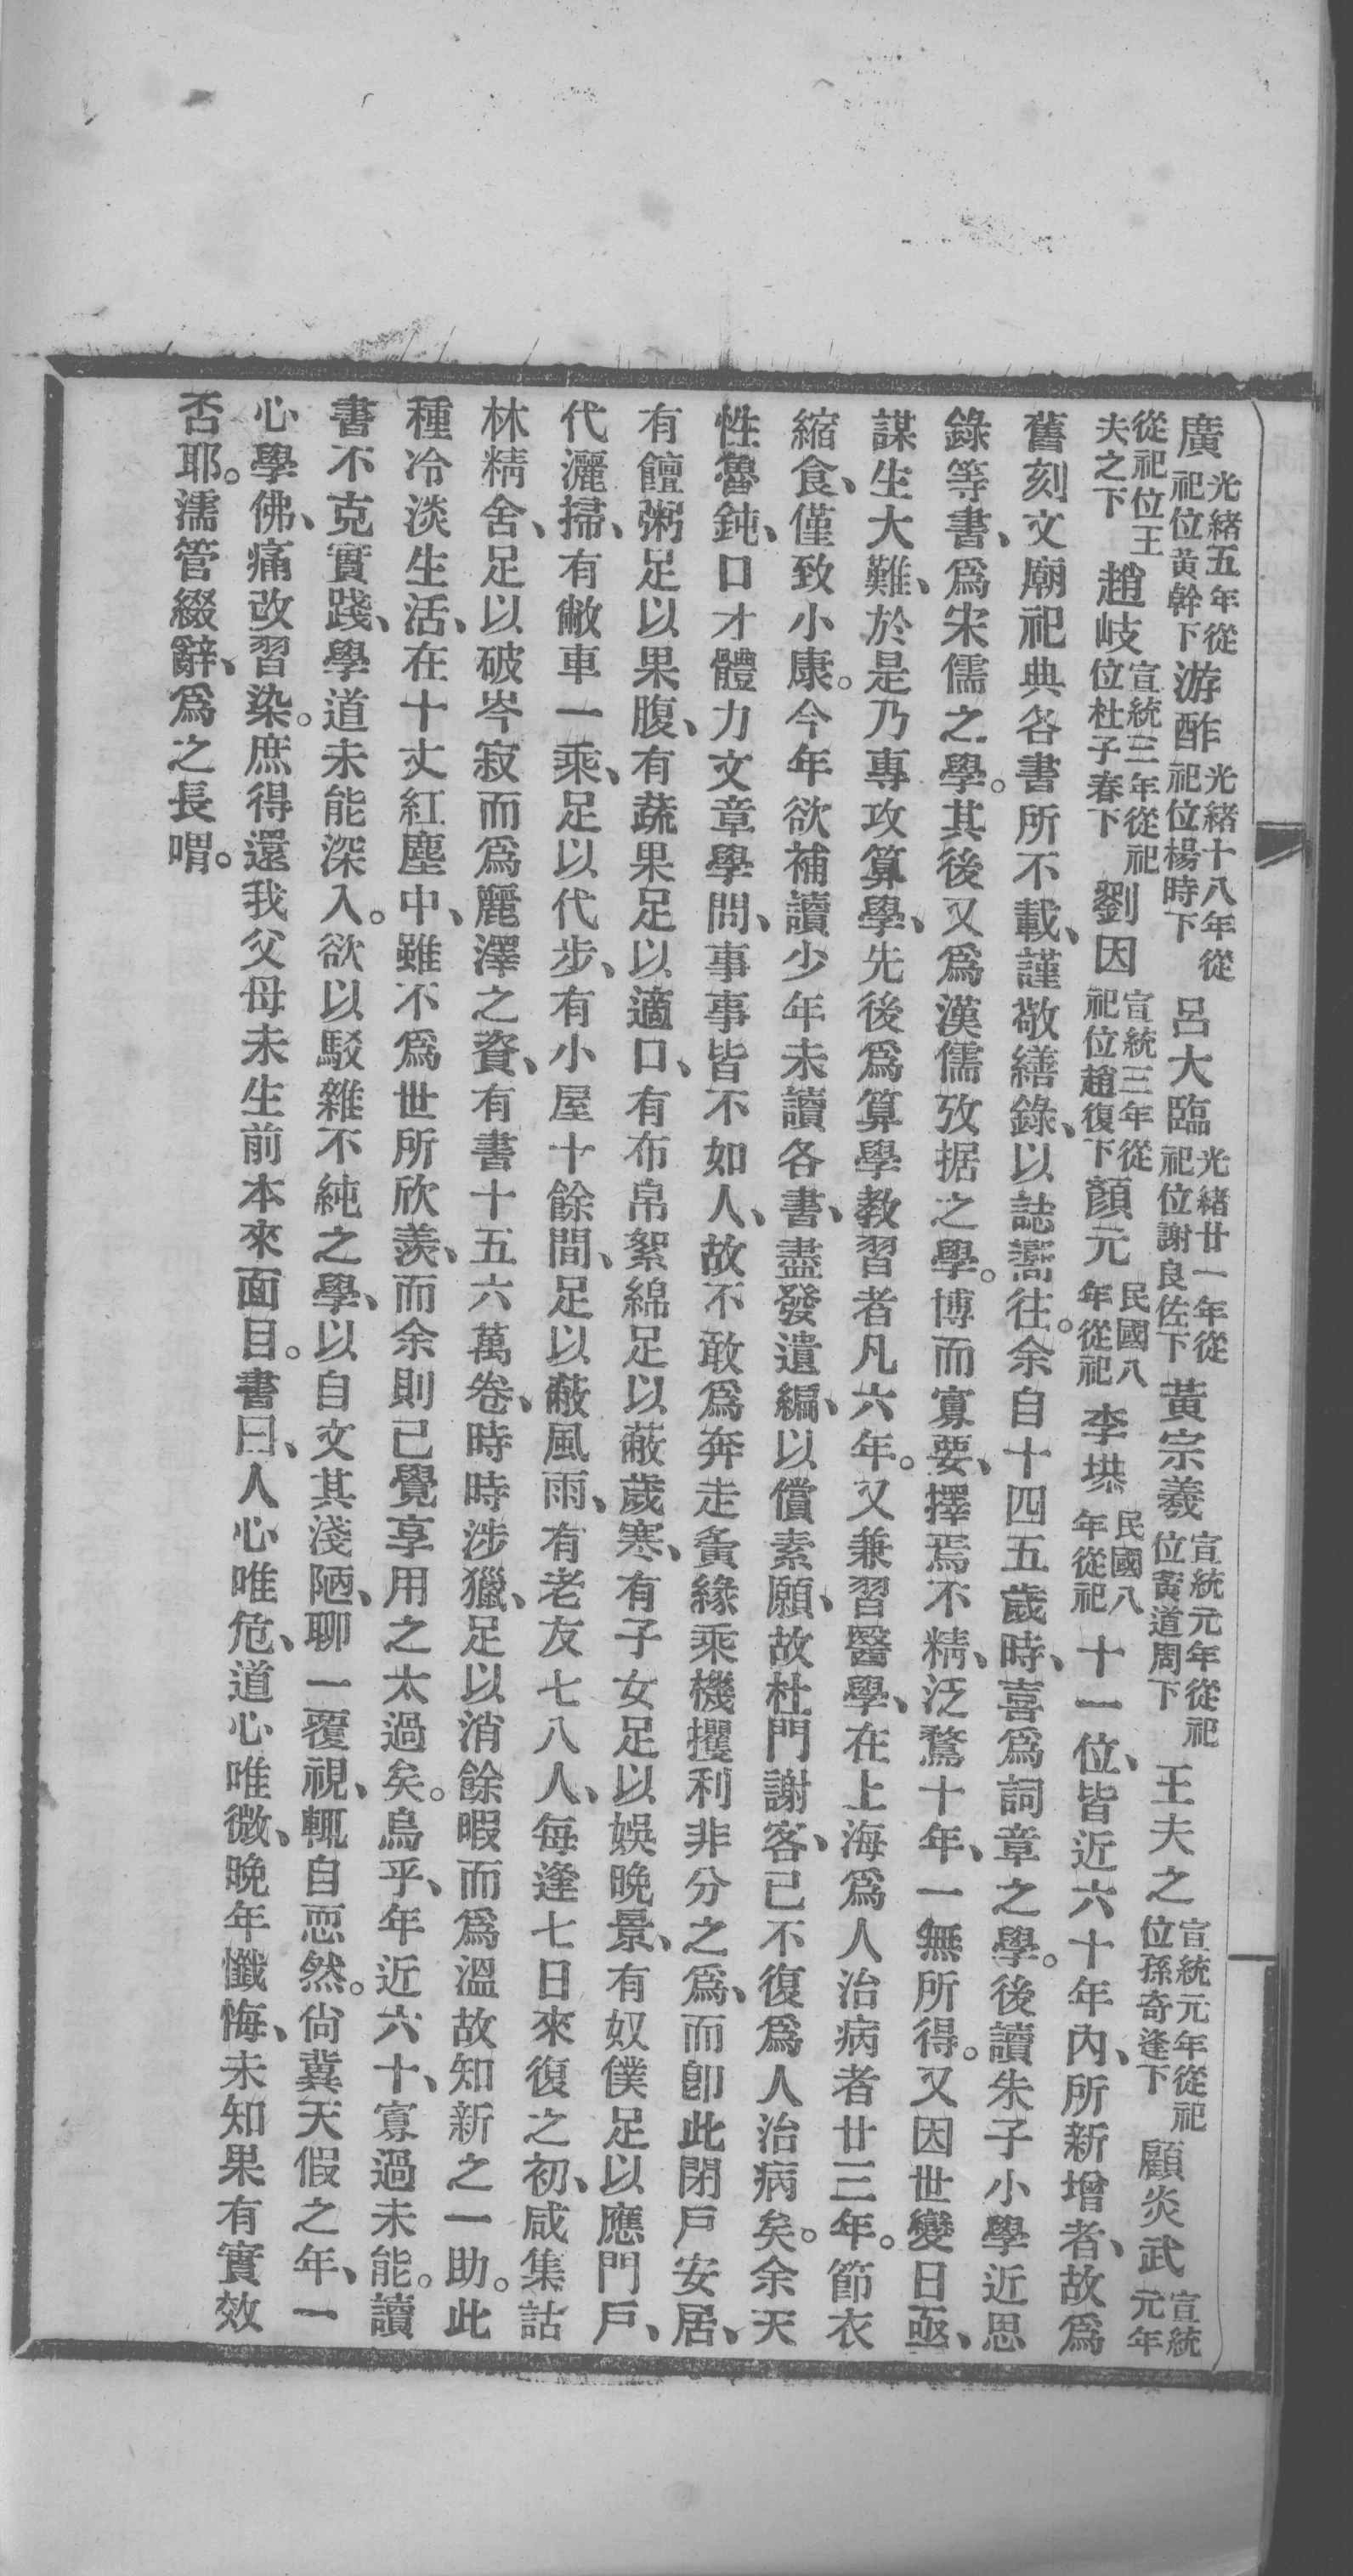 廣光緒五年從祀位黃幹下游酢光緒十八年從祀位楊時下呂大臨光緒廿一年從祀位謝良佐下黃宗羲宣統元年從祀位黃道周下王夫之宣統元年從祀位孫奇逢下顧炎武宣統元年
從祀位王夫之下趙岐宣統三年從祀位杜子春下劉因宣統三年從祀位趙復下顏元民國八年從祀李塨民國八年從祀十一位、皆近六十年內、所新增者、故爲
舊刻文廟祀典各書所不載、謹敬繕錄、以誌嚮往。余自十四五歲時、喜爲詞章之學。後讀朱子小學近思
錄等書、爲宋儒之學。其後又爲漢儒攷据之學。博而寡要、擇焉不精、泛騖十年、一無所得。又因世變日亟、
謀生大難、於是乃專攻算學、先後爲算學教習者凡六年。又兼習醫學、在上海爲人治病者廿三年。節衣
縮食、僅致小康。今年欲補讀少年未讀各書、盡發遺編、以償素願、故杜門謝客、已不復爲人治病矣。余天
性魯鈍、口才體力文章學問、事事皆不如人、故不敢爲奔走夤緣乘機攫利非分之爲、而卽此閉戶安居、
有饘粥足以果腹、有蔬果足以適口、有布帛絮綿足以蔽歲寒、有子女足以娛晚景、有奴僕足以應門戶、
代灑掃、有敝車一乘、足以代步、有小屋十餘間、足以蔽風雨、有老友七八人、每逢七日來復之初、咸集詁
林精舍、足以破岑寂而爲麗澤之資、有書十五六萬卷、時時涉獵、足以消餘暇而爲溫故知新之一助。此
種冷淡生活、在十丈紅塵中、雖不爲世所欣羨、而余則已覺享用之太過矣。烏乎、年近六十、寡過未能。讀
書不克實踐、學道未能深入。欲以駁雜不純之學、以自文其淺陋、聊一覆視、輒自恧然。尙冀天假之年、一
心學佛、痛改習染。庶得還我父母未生前本來面目。書曰、人心唯危、道心唯微、晚年懺悔、未知果有實效
否耶。濡管綴辭、爲之長喟。